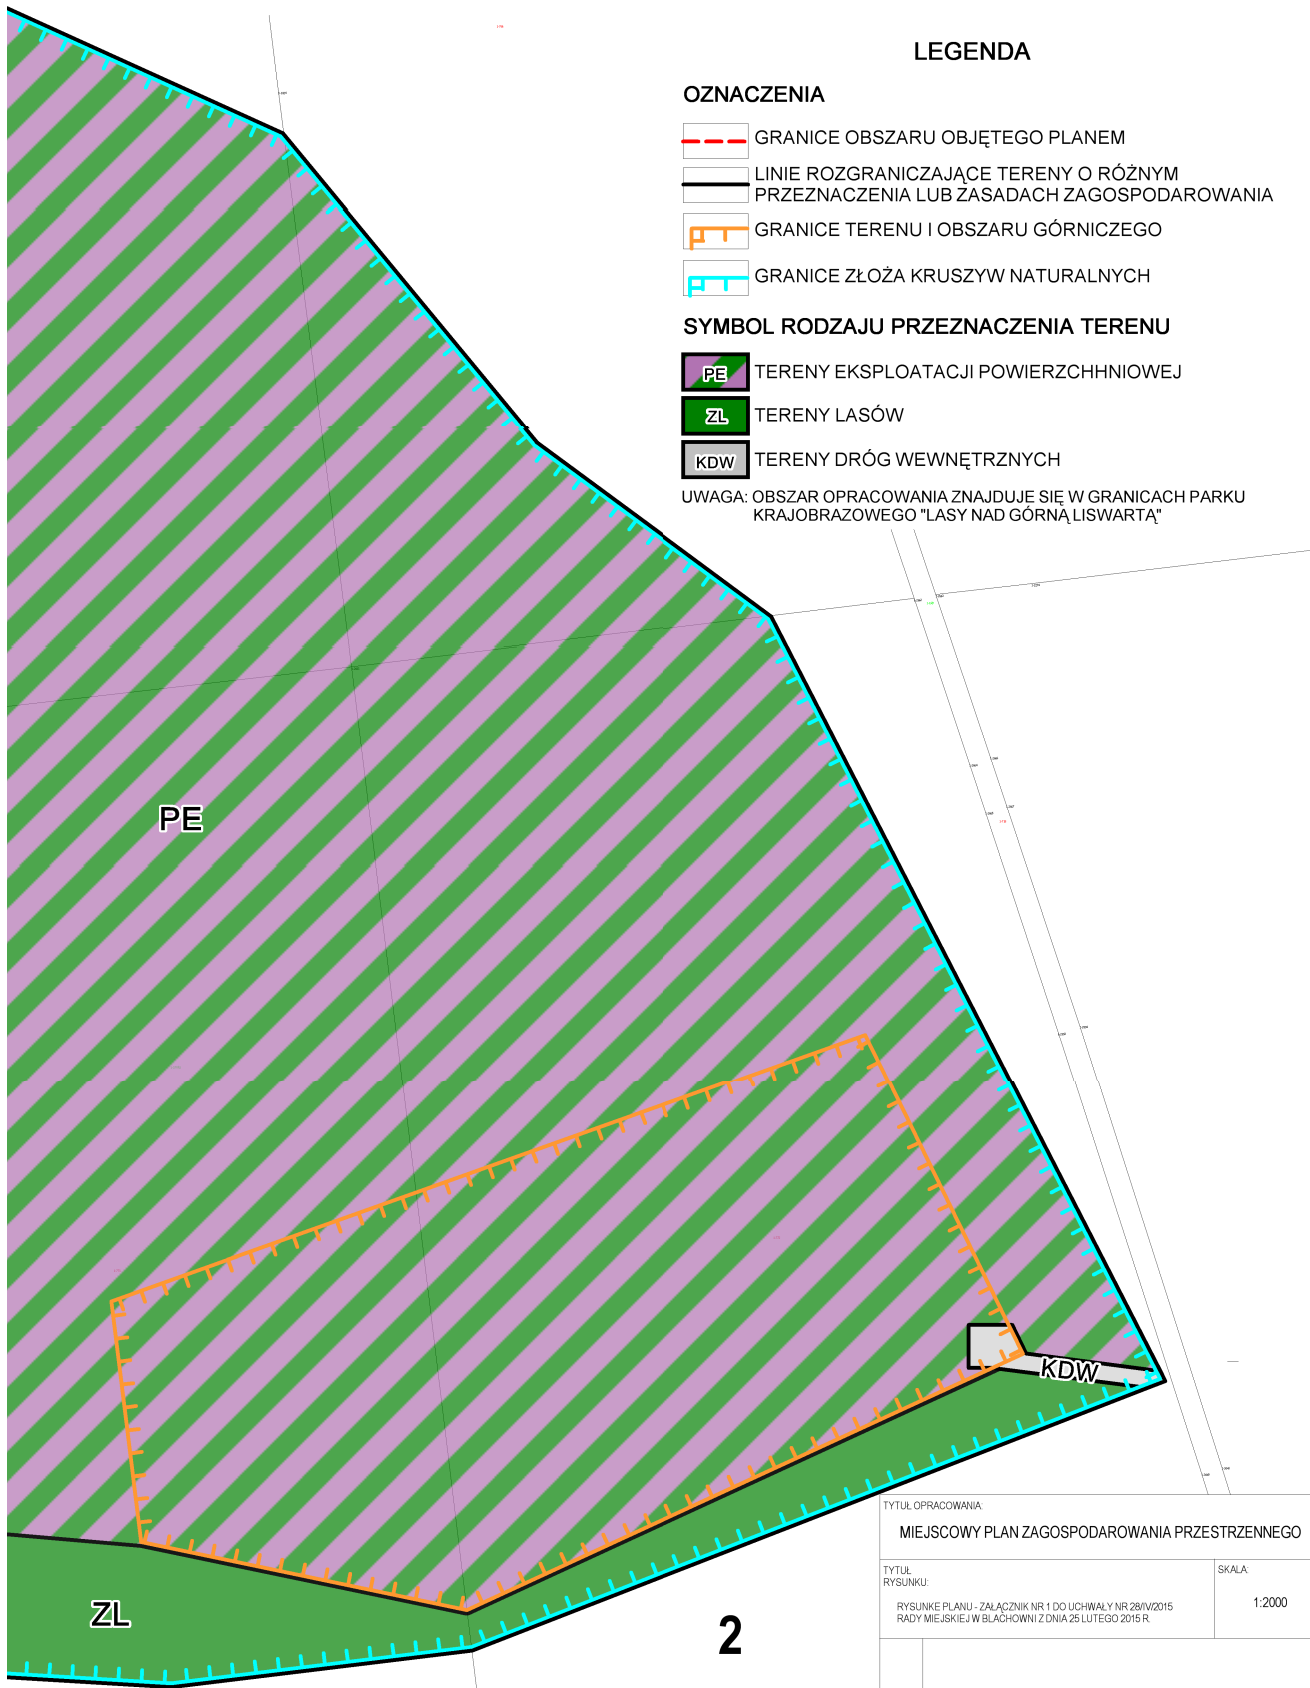 LEGENDA
OZNACZENIA
GRANICE OBSZARU OBJĘTEGO PLANEM
LINIE ROZGRANICZAJĄCE TERENY O RÓŻNYM
PRZEZNACZENIA LUB ZASADACH ZAGOSPODAROWANIA
GRANICE TERENU I OBSZARU GÓRNICZEGO
GRANICE ZŁOŻA KRUSZYW NATURALNYCH
SYMBOL RODZAJU PRZEZNACZENIA TERENU
PE TERENY EKSPLOATACJI POWIERZCHHNIOWEJ
ZL TERENY LASÓW
KDW TERENY DRÓG WEWNĘTRZNYCH
UWAGA: OBSZAR OPRACOWANIA ZNAJDUJE SIĘ W GRANICACH PARKU
KRAJOBRAZOWEGO "LASY NAD GÓRNĄ LISWARTĄ"
PE
KDW
ZL
2
TYTUŁ OPRACOWANIA:
MIEJSCOWY PLAN ZAGOSPODAROWANIA PRZESTRZENNEGO
TYTUŁ
RYSUNKU:
RYSUNKE PLANU - ZAŁĄCZNIK NR 1 DO UCHWAŁY NR 28/IV/2015
RADY MIEJSKIEJ W BLACHOWNI Z DNIA 25 LUTEGO 2015 R.
SKALA:
1:2000